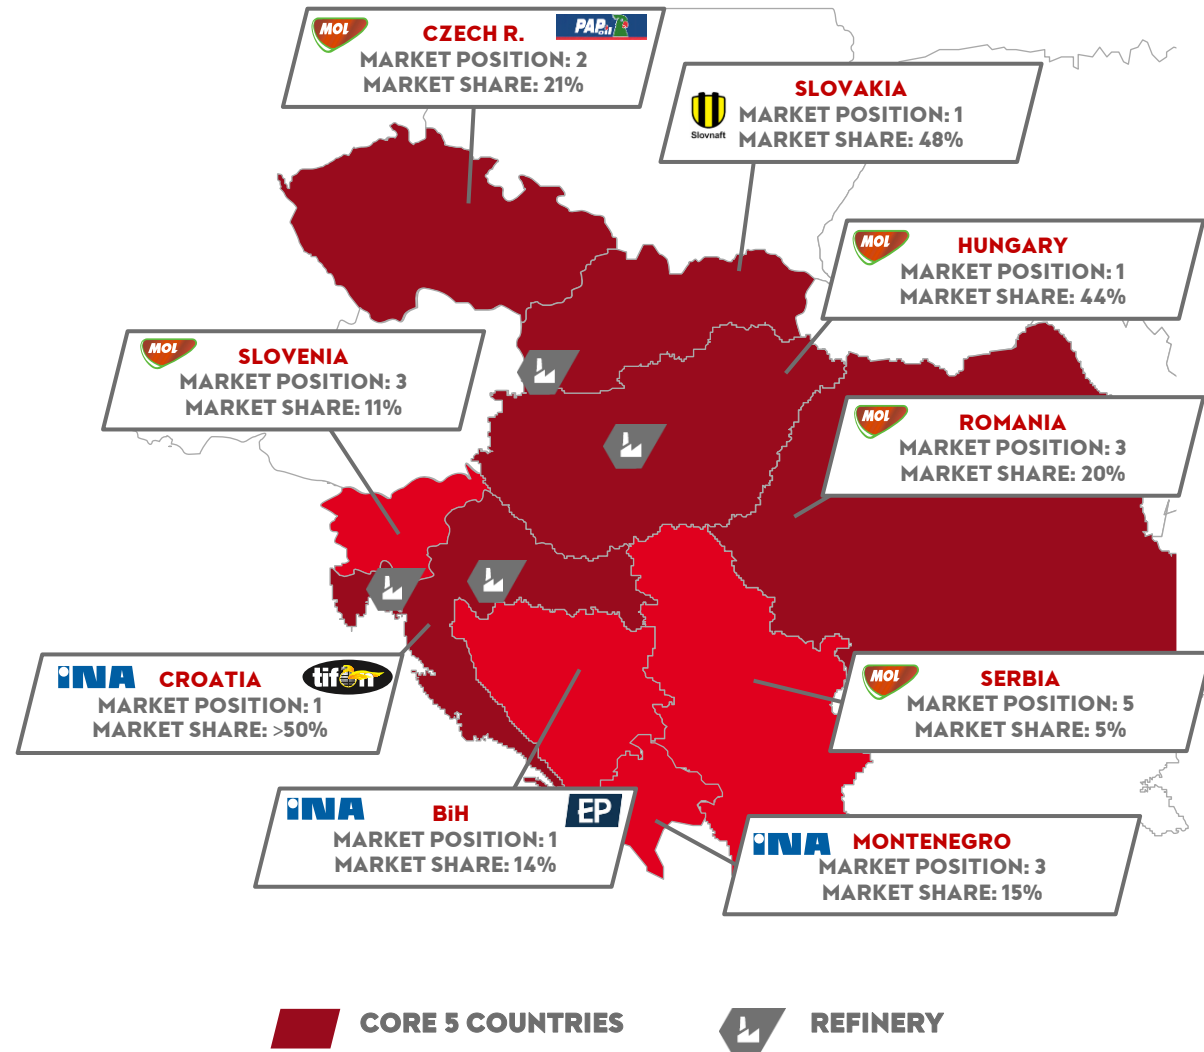 MOL
CZECH R.
PAP oil
MARKET POSITION: 2
MARKET SHARE: 21%
SLOVAKIA
Slovnaft
MARKET POSITION: 1
MARKET SHARE: 48%
MOL
HUNGARY
MARKET POSITION: 1
MARKET SHARE: 44%
MOL
SLOVENIA
MARKET POSITION: 3
MARKET SHARE: 11%
MOL
ROMANIA
MARKET POSITION: 3
MARKET SHARE: 20%
INA
CROATIA
tifon
MARKET POSITION: 1
MARKET SHARE: >50%
MOL
SERBIA
MARKET POSITION: 5
MARKET SHARE: 5%
INA
BiH
EP
MARKET POSITION: 1
MARKET SHARE: 14%
INA
MONTENEGRO
MARKET POSITION: 3
MARKET SHARE: 15%
CORE 5 COUNTRIES
REFINERY